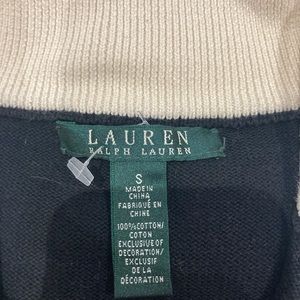 LAUREN
RALPH LAUREN
S
MADE IN
CHINA
FABRIQUÉ EN
CHINE
100% COTTON/
COTON
EXCLUSIVE OF
DECORATION/
EXCLUSIF
DE LA
DÉCORATION